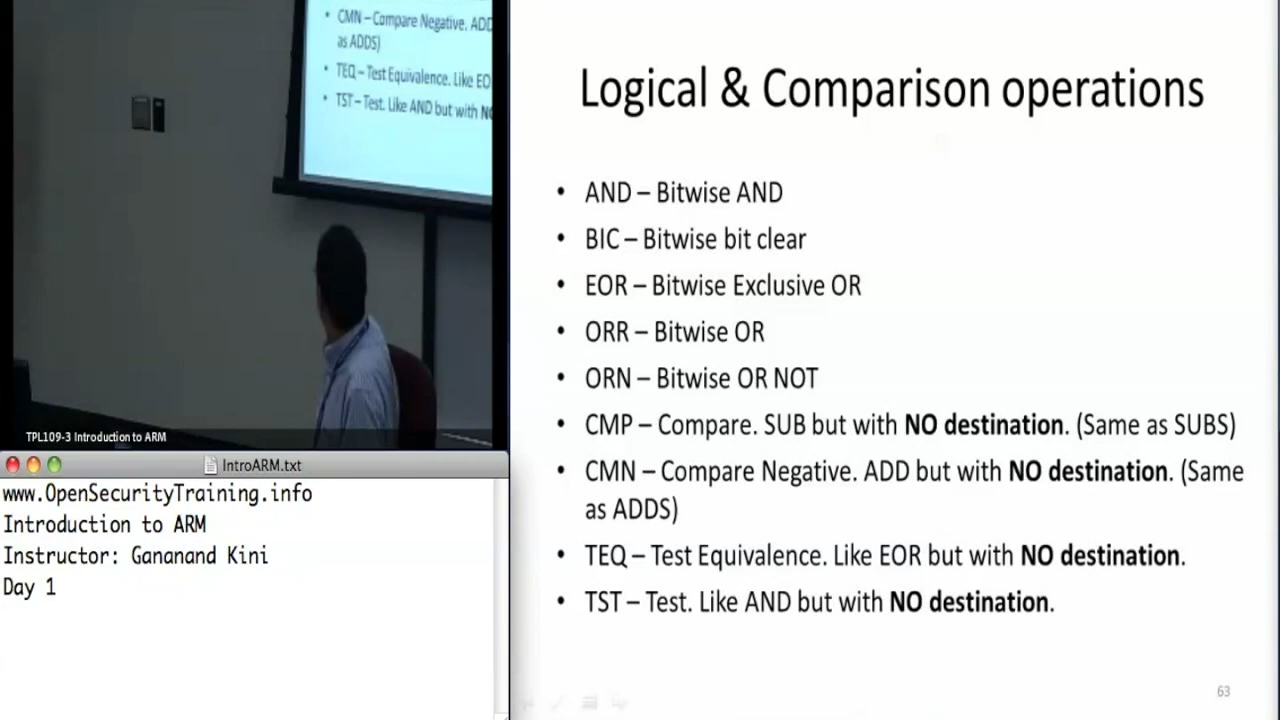 CMN – Compare Negative. ADD
as ADDS)
TEQ – Test Equivalence. Like EO
TST – Test. Like AND but with NO
TPL109-3 Introduction to ARM
IntroARM.txt
www.OpenSecurityTraining.info
Introduction to ARM
Instructor: Gananand Kini
Day 1
Logical & Comparison operations
• AND – Bitwise AND
• BIC – Bitwise bit clear
• EOR – Bitwise Exclusive OR
• ORR – Bitwise OR
• ORN – Bitwise OR NOT
• CMP – Compare. SUB but with NO destination. (Same as SUBS)
• CMN – Compare Negative. ADD but with NO destination. (Same
as ADDS)
• TEQ – Test Equivalence. Like EOR but with NO destination.
• TST – Test. Like AND but with NO destination.
63